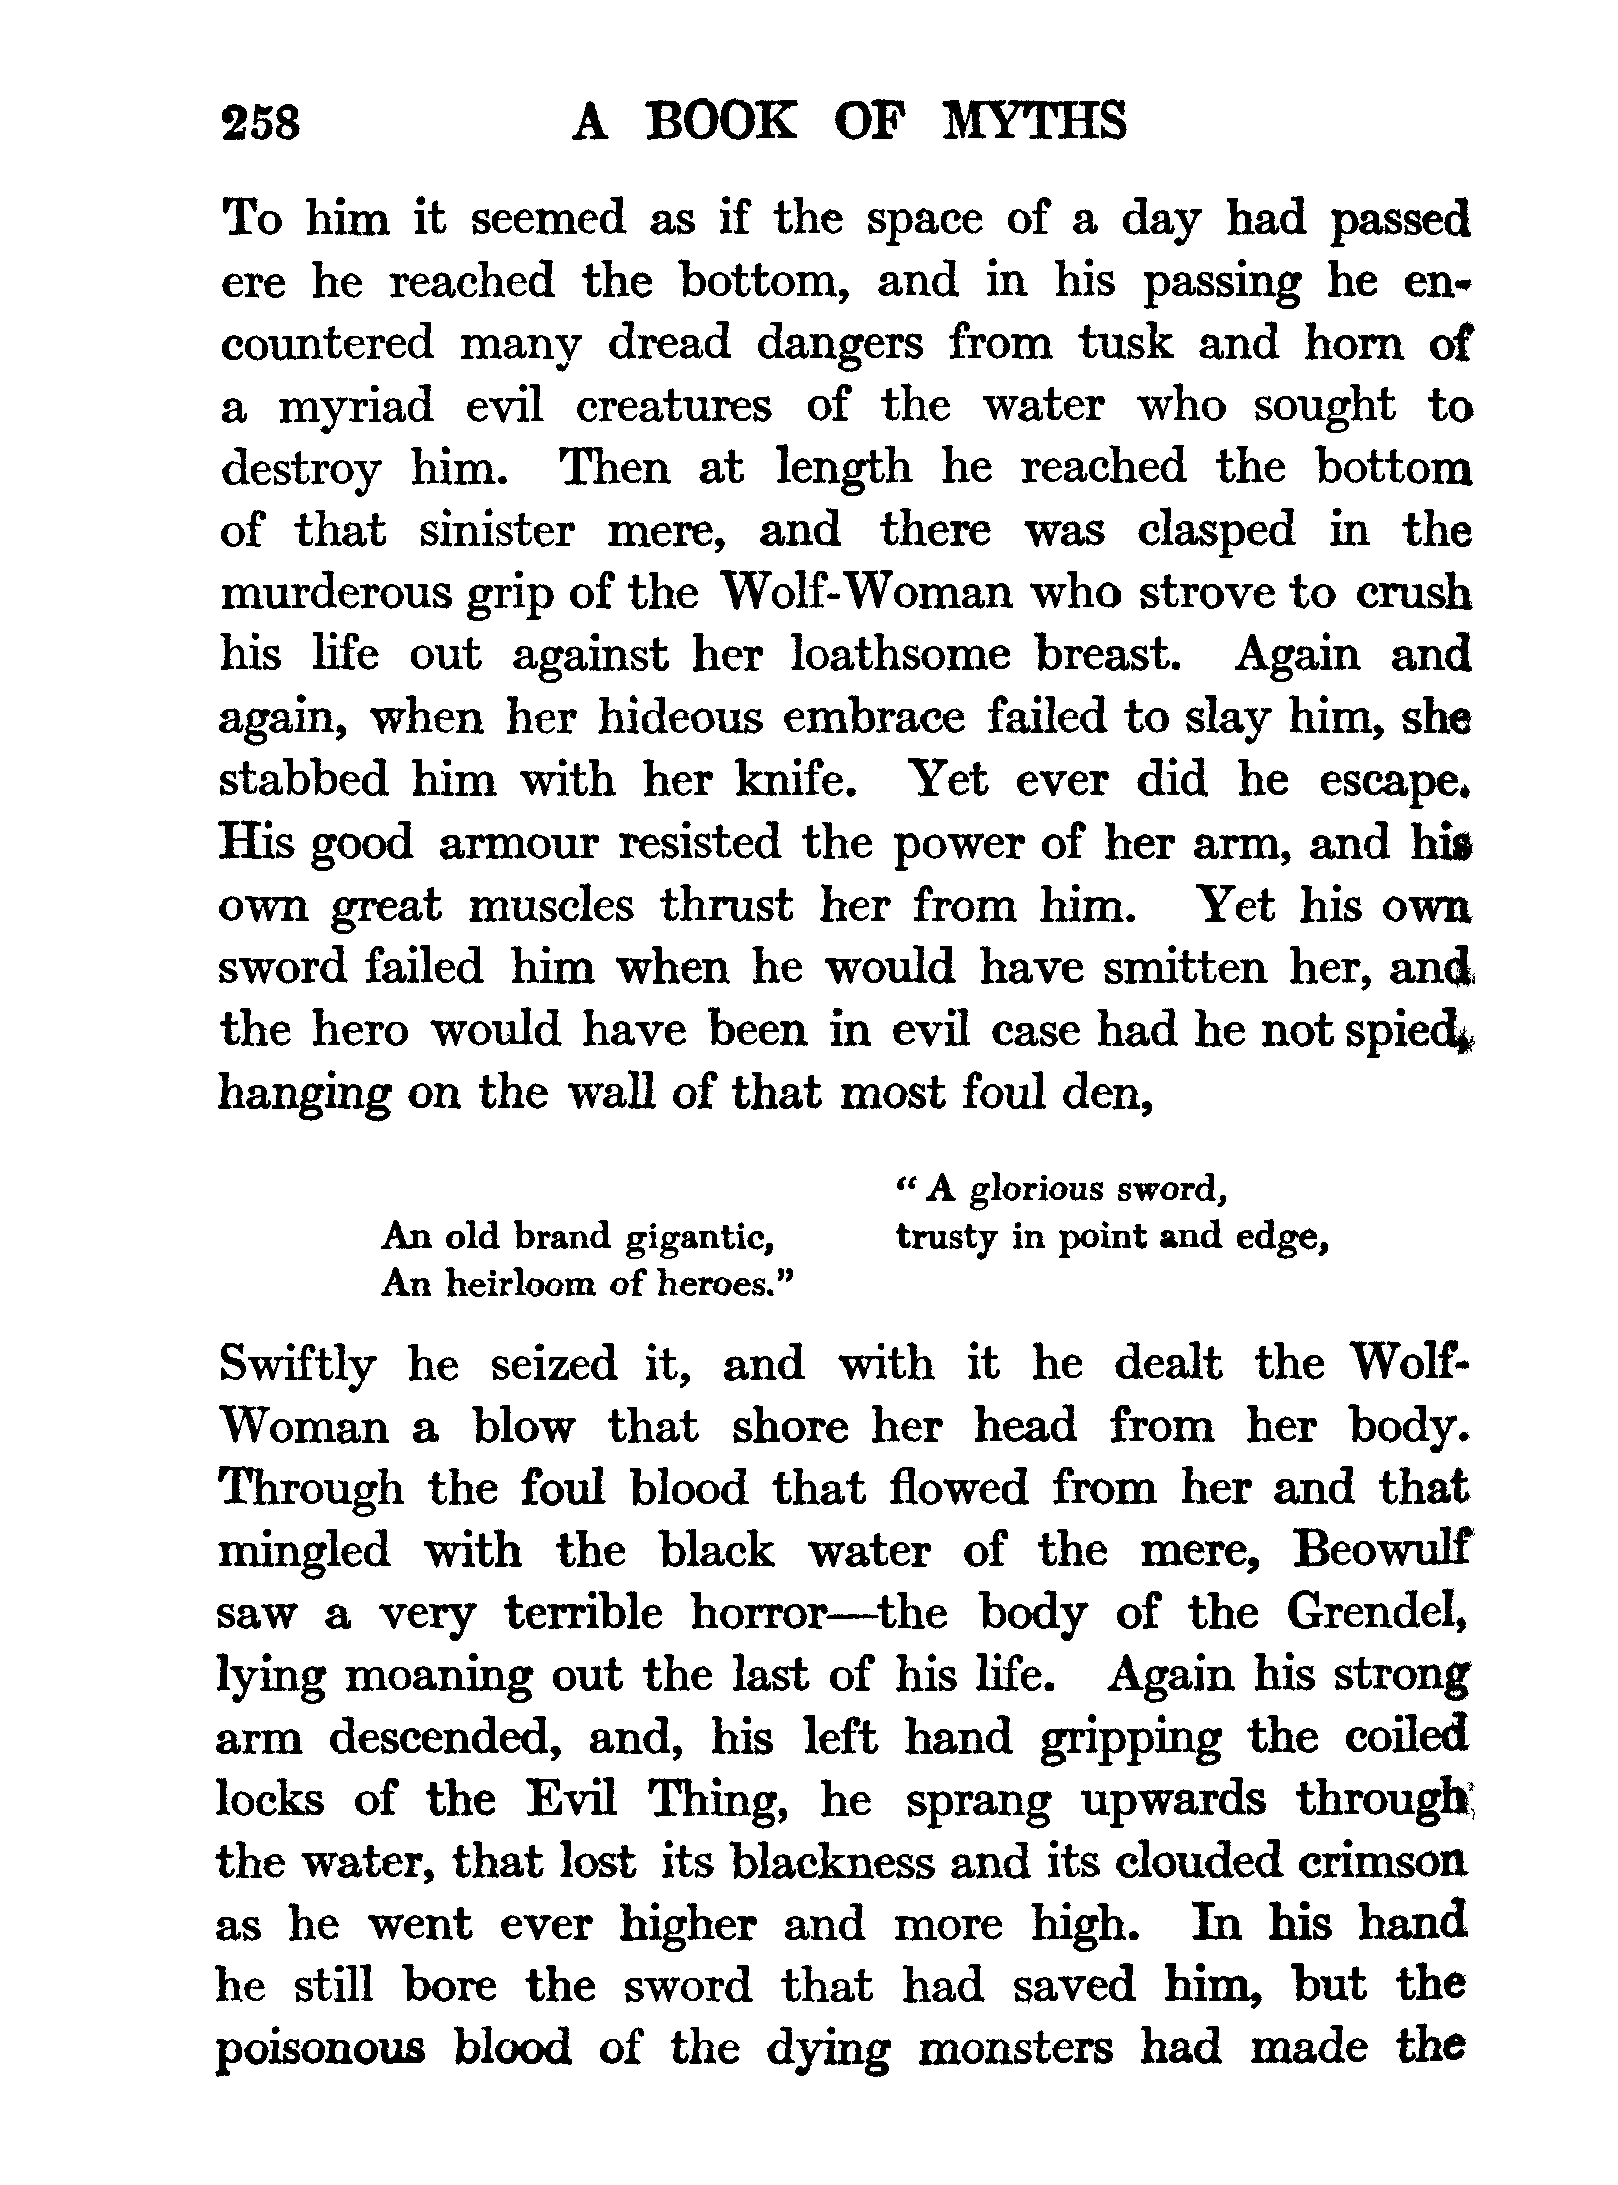 258 A BOOK OF MYTHS
To him it seemed as if the space of a day had passed
ere he reached the bottom, and in his passing he en-
countered many dread dangers from tusk and horn of
a myriad evil creatures of the water who sought to
destroy him. Then at length he reached the bottom
of that sinister mere, and there was clasped in the
murderous grip of the Wolf-Woman who strove to crush
his life out against her loathsome breast. Again and
again, when her hideous embrace failed to slay him, she
stabbed him with her knife. Yet ever did he escape.
His good armour resisted the power of her arm, and his
own great muscles thrust her from him. Yet his own
sword failed him when he would have smitten her, and
the hero would have been in evil case had he not spied,
hanging on the wall of that most foul den,
“ A glorious sword,
An old brand gigantic, trusty in point and edge,
An heirloom of heroes.”
Swiftly he seized it, and with it he dealt the Wolf-
Woman a blow that shore her head from her body.
Through the foul blood that flowed from her and that
mingled with the black water of the mere, Beowulf
saw a very terrible horror—the body of the Grendel,
lying moaning out the last of his life. Again his strong
arm descended, and, his left hand gripping the coiled
locks of the Evil Thing, he sprang upwards through
the water, that lost its blackness and its clouded crimson
as he went ever higher and more high. In his hand
he still bore the sword that had saved him, but the
poisonous blood of the dying monsters had made the